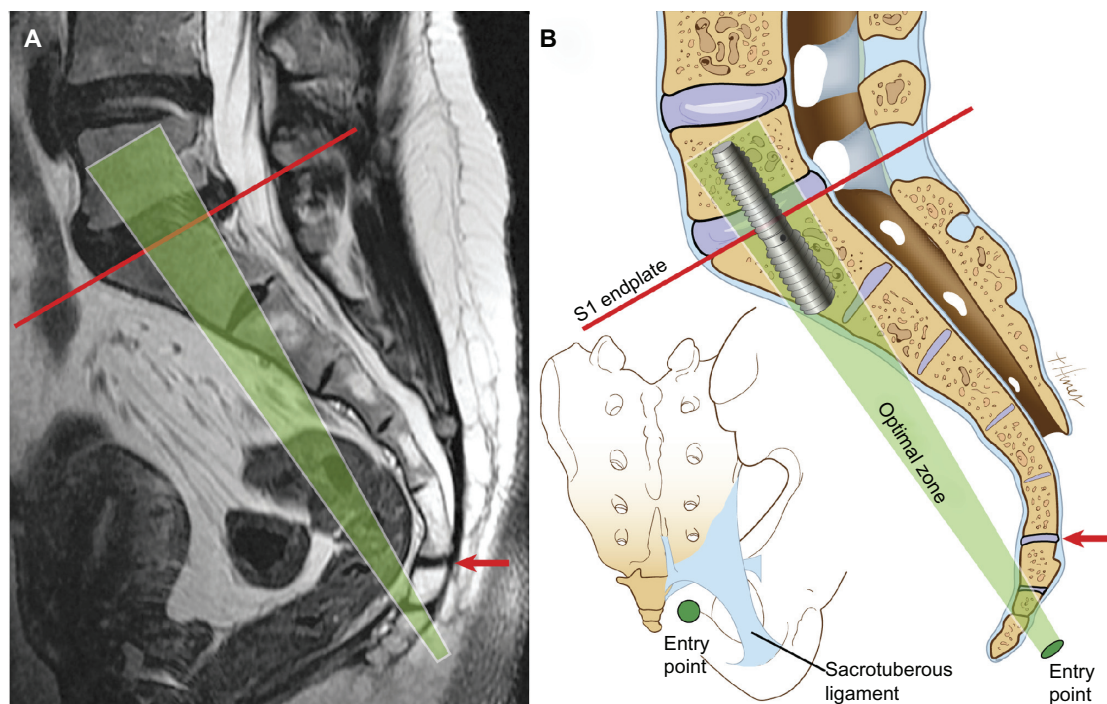 A
B
S1 endplate
Optimal zone
Entry
point
Sacrotuberous
ligament
Entry
point